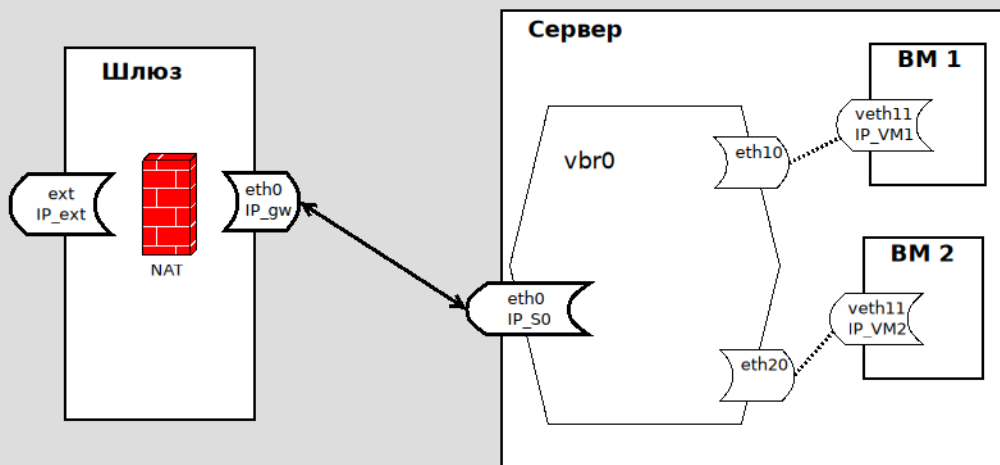 Шлюз
ext
IP_ext
NAT
eth0
IP_gw
Сервер
vbr0
eth0
IP_S0
eth10
eth20
ВМ 1
veth11
IP_VM1
ВМ 2
veth11
IP_VM2